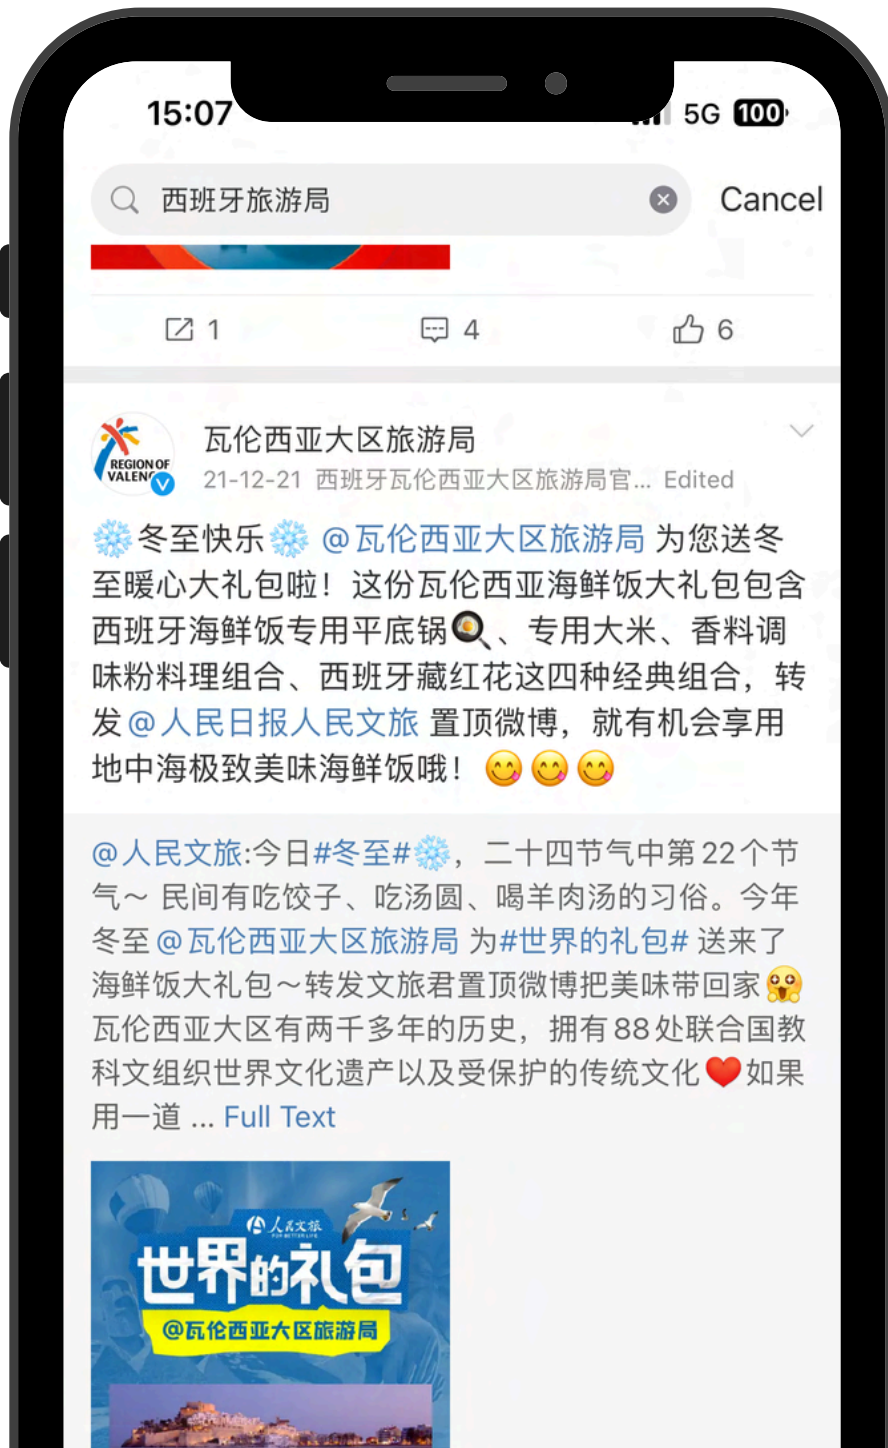 15:07
5G 100
西班牙旅游局
Cancel
1
4
6
REGION OF
瓦伦西亚大区旅游局
21-12-21 西班牙瓦伦西亚大区旅游局官... Edited
冬至快乐 @瓦伦西亚大区旅游局 为您送冬
至暖心大礼包啦！这份瓦伦西亚海鲜饭大礼包包含
西班牙海鲜饭专用平底锅🍳、专用大米、香料调
味粉料理组合、西班牙藏红花这四种经典组合，转
发@人民日报人民文旅 置顶微博，就有机会享用
地中海极致美味海鲜饭哦！😋😋😋
@人民文旅:今日#冬至#，二十四节气中第22个节
气～ 民间有吃饺子、吃汤圆、喝羊肉汤的习俗。今年
冬至@瓦伦西亚大区旅游局 为#世界的礼包# 送来了
海鲜饭大礼包～转发文旅君置顶微博把美味带回家
瓦伦西亚大区有两千多年的历史，拥有88处联合国教
科文组织世界文化遗产以及受保护的传统文化❤️如果
用一道 ... Full Text
人民文旅
FOR BETTER LIFE
世界的礼包
@瓦伦西亚大区旅游局